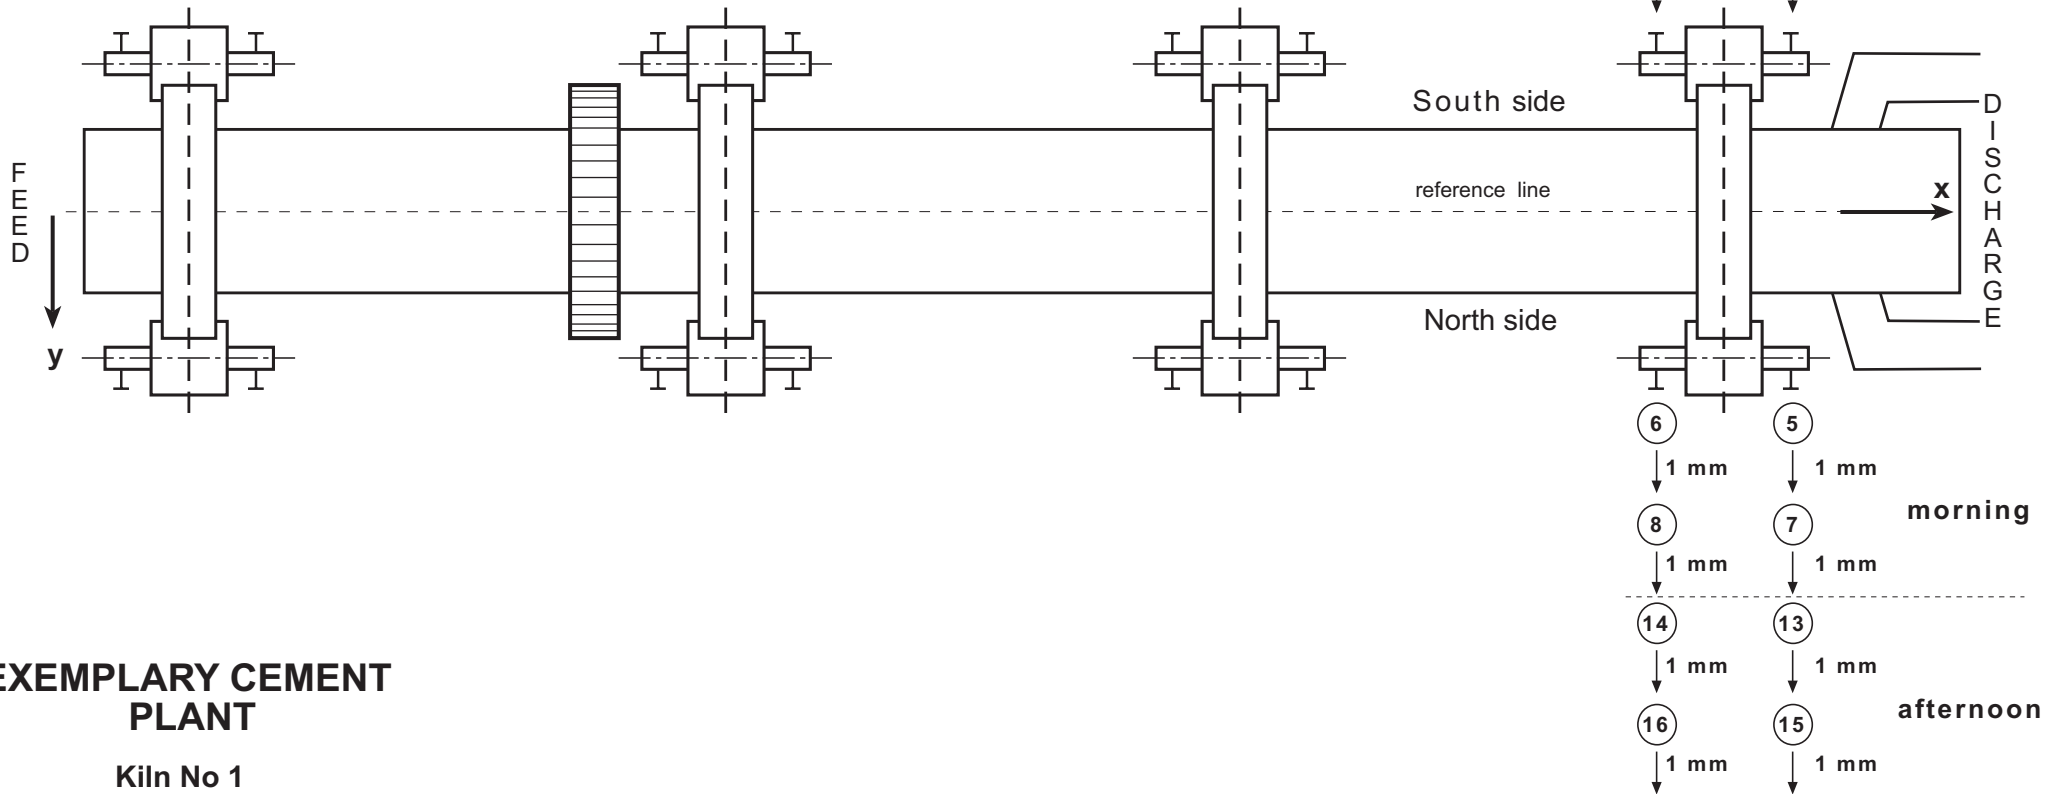 South side
FEED
DISCHARGE
reference line
x
y
North side
6 5
1 mm 1 mm
morning
8 7
1 mm 1 mm
14 13
1 mm 1 mm
afternoon
16 15
1 mm 1 mm
EXEMPLARY CEMENT
PLANT
Kiln No 1